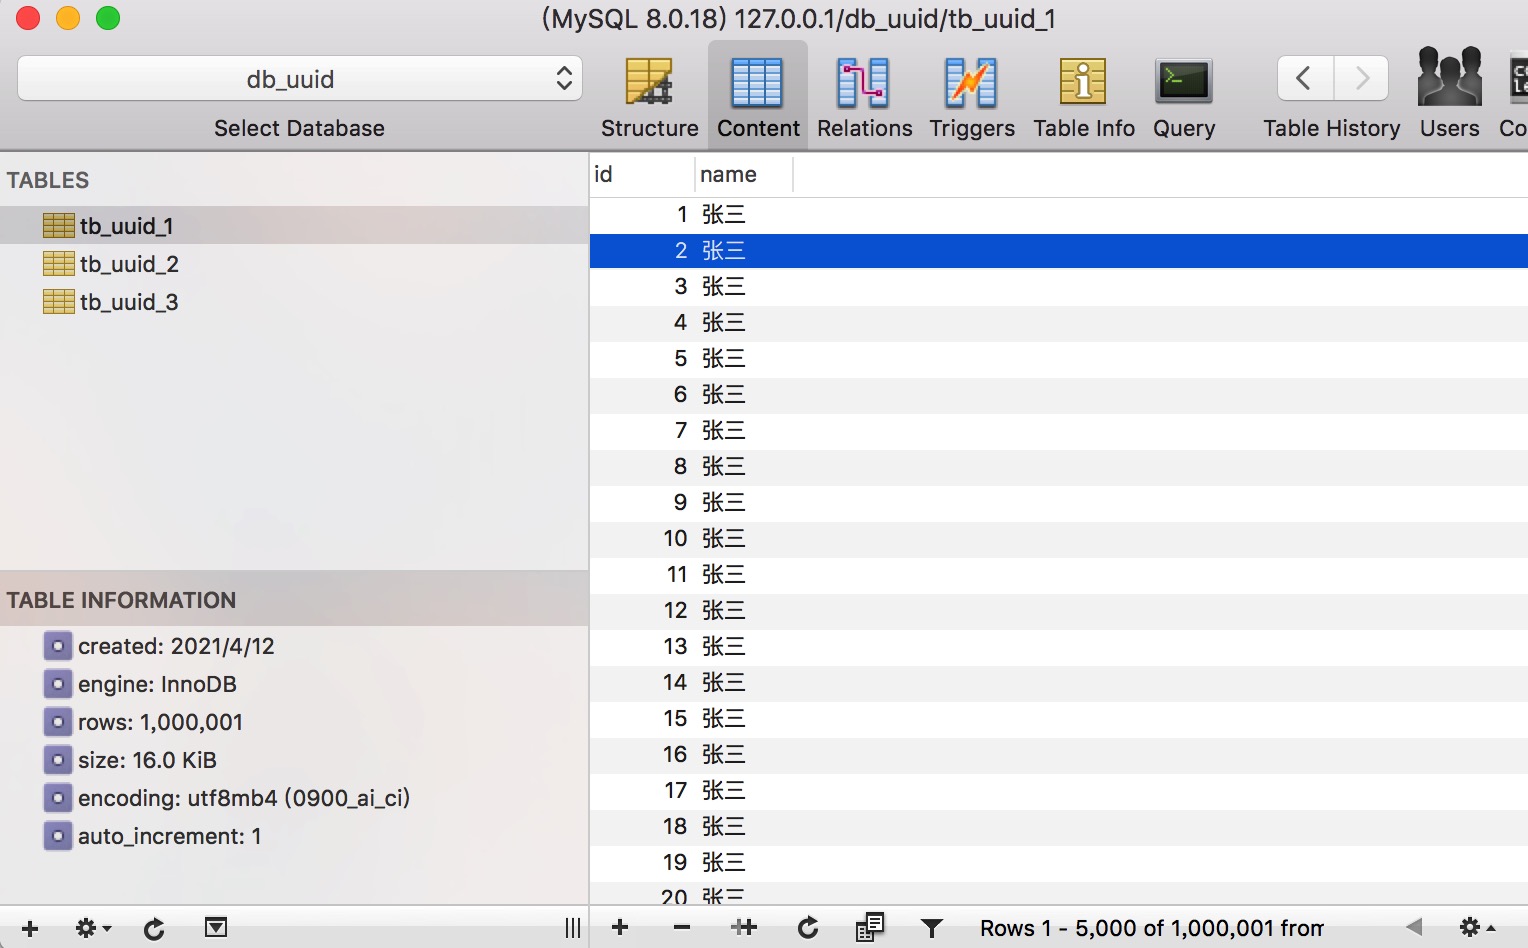 (MySQL 8.0.18) 127.0.0.1/db_uuid/tb_uuid_1
db_uuid
Select Database
Structure Content Relations Triggers Table Info Query Table History Users Co
TABLES
tb_uuid_1
tb_uuid_2
tb_uuid_3
TABLE INFORMATION
created: 2021/4/12
engine: InnoDB
rows: 1,000,001
size: 16.0 KiB
encoding: utf8mb4 (0900_ai_ci)
auto_increment: 1
id name
1 张三
2 张三
3 张三
4 张三
5 张三
6 张三
7 张三
8 张三
9 张三
10 张三
11 张三
12 张三
13 张三
14 张三
15 张三
16 张三
17 张三
18 张三
19 张三
20 张三
Rows 1 - 5,000 of 1,000,001 from